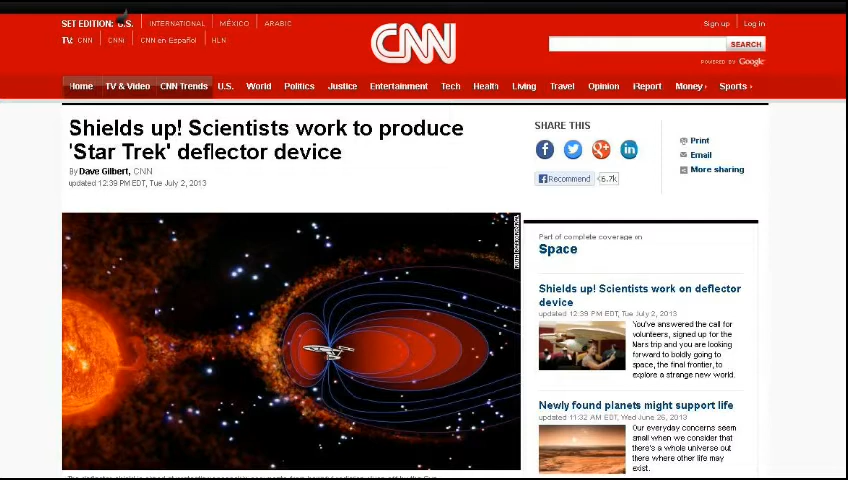 SET EDITION: U.S. INTERNATIONAL MÉXICO ARABIC
TV: CNN CNNi CNN en Español HLN
CNN
Sign up Log in
SEARCH
POWERED BY Google
Home TV & Video CNN Trends U.S. World Politics Justice Entertainment Tech Health Living Travel Opinion iReport Money Sports
Shields up! Scientists work to produce
'Star Trek' deflector device
By Dave Gilbert, CNN
updated 12:39 PM EDT, Tue July 2, 2013
SHARE THIS
Recommend 6.7k
Print
Email
More sharing
Part of complete coverage on
Space
Shields up! Scientists work on deflector
device
updated 12:39 PM EDT, Tue July 2, 2013
You've answered the call for
volunteers, signed up for the
Mars trip and you are looking
forward to boldly going to
space, the final frontier, to
explore a strange new world.
Newly found planets might support life
updated 11:32 AM EDT, Wed June 26, 2013
Our everyday concerns seem
small when we consider that
there's a whole universe out
there where other life may
exist.